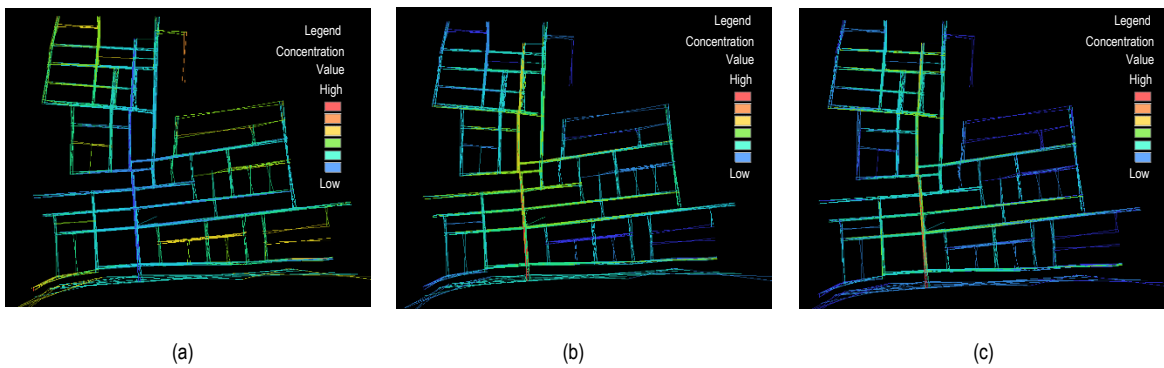 Legend
Concentration
Value
High
Low
(a)
Legend
Concentration
Value
High
Low
(b)
Legend
Concentration
Value
High
Low
(c)